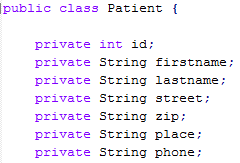 public class Patient {
private int id;
private String firstname;
private String lastname;
private String street;
private String zip;
private String place;
private String phone;